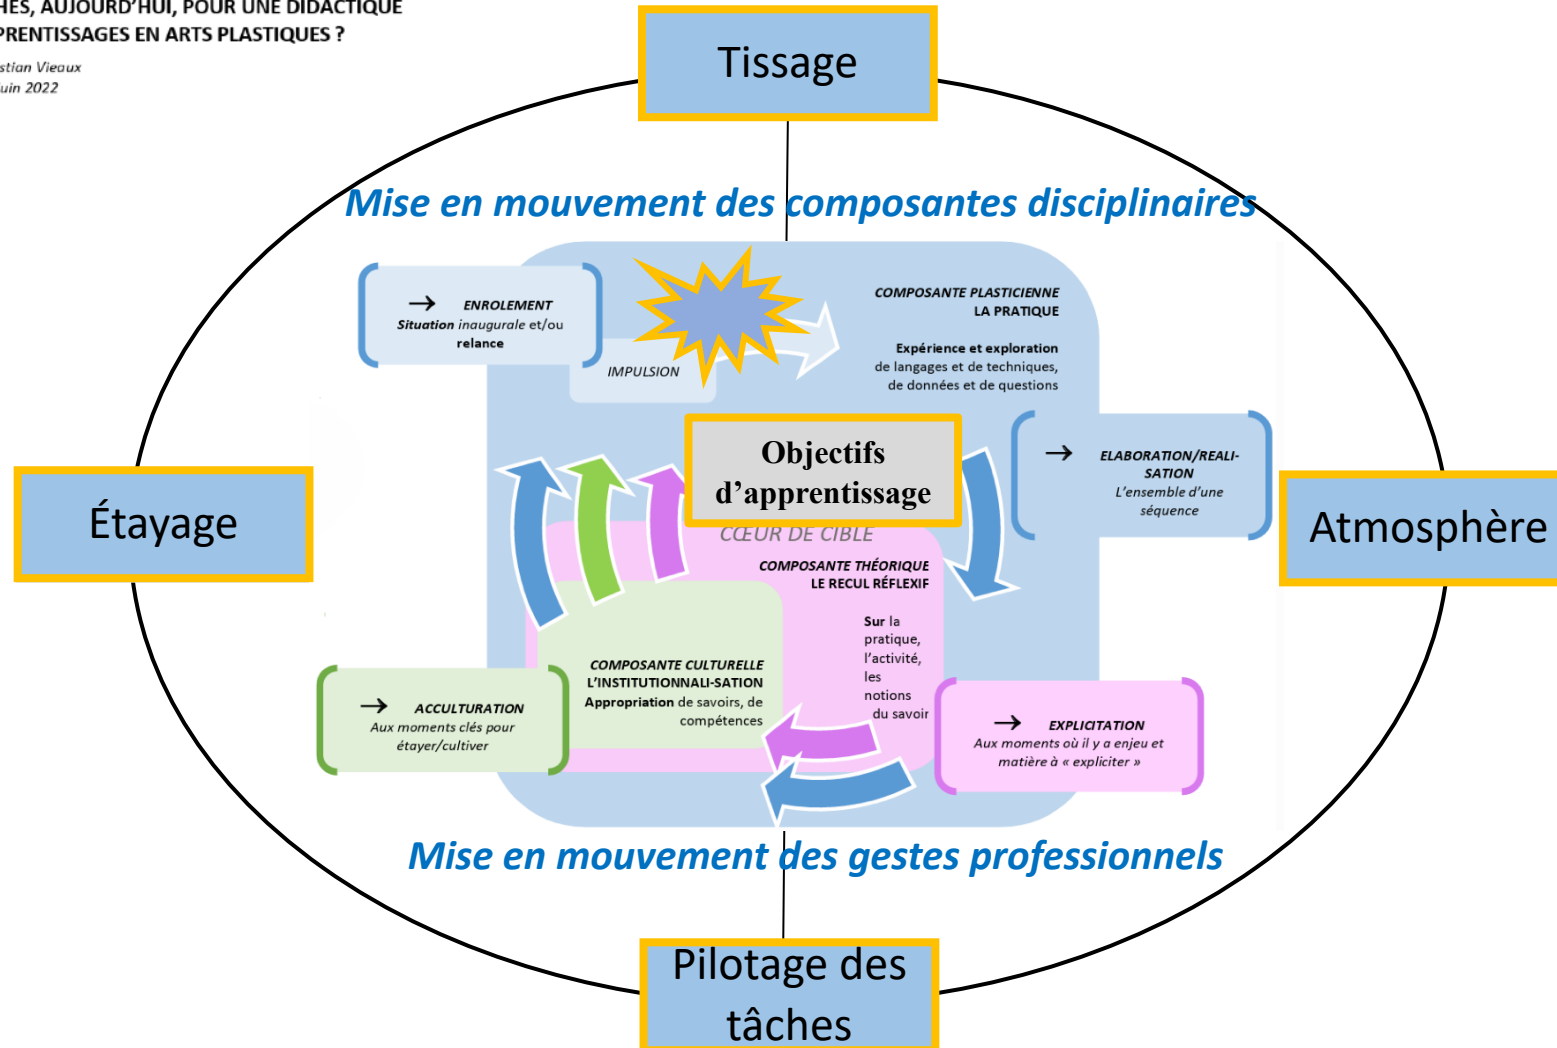 HES, AUJOURD'HUI, POUR UNE DIDACTIQUE
PRENTISSAGES EN ARTS PLASTIQUES ?
stian Vieaux
uin 2022
Tissage
Mise en mouvement des composantes disciplinaires
→ ENROLEMENT
Situation inaugurale et/ou
relance
IMPULSION
COMPOSANTE PLASTICIENNE
LA PRATIQUE
Expérience et exploration
de langages et de techniques,
de données et de questions
Objectifs
d'apprentissage
→ ELABORATION/REALI-
SATION
L'ensemble d'une
séquence
Étayage
Atmosphère
CŒUR DE CIBLE
COMPOSANTE THÉORIQUE
LE RECUL RÉFLEXIF
Sur la
pratique,
l'activité,
les
notions
du savoir
COMPOSANTE CULTURELLE
L'INSTITUTIONNALI-SATION
Appropriation de savoirs, de
compétences
→ ACCULTURATION
Aux moments clés pour
étayer/cultiver
→ EXPLICITATION
Aux moments où il y a enjeu et
matière à « expliciter »
Mise en mouvement des gestes professionnels
Pilotage des
tâches